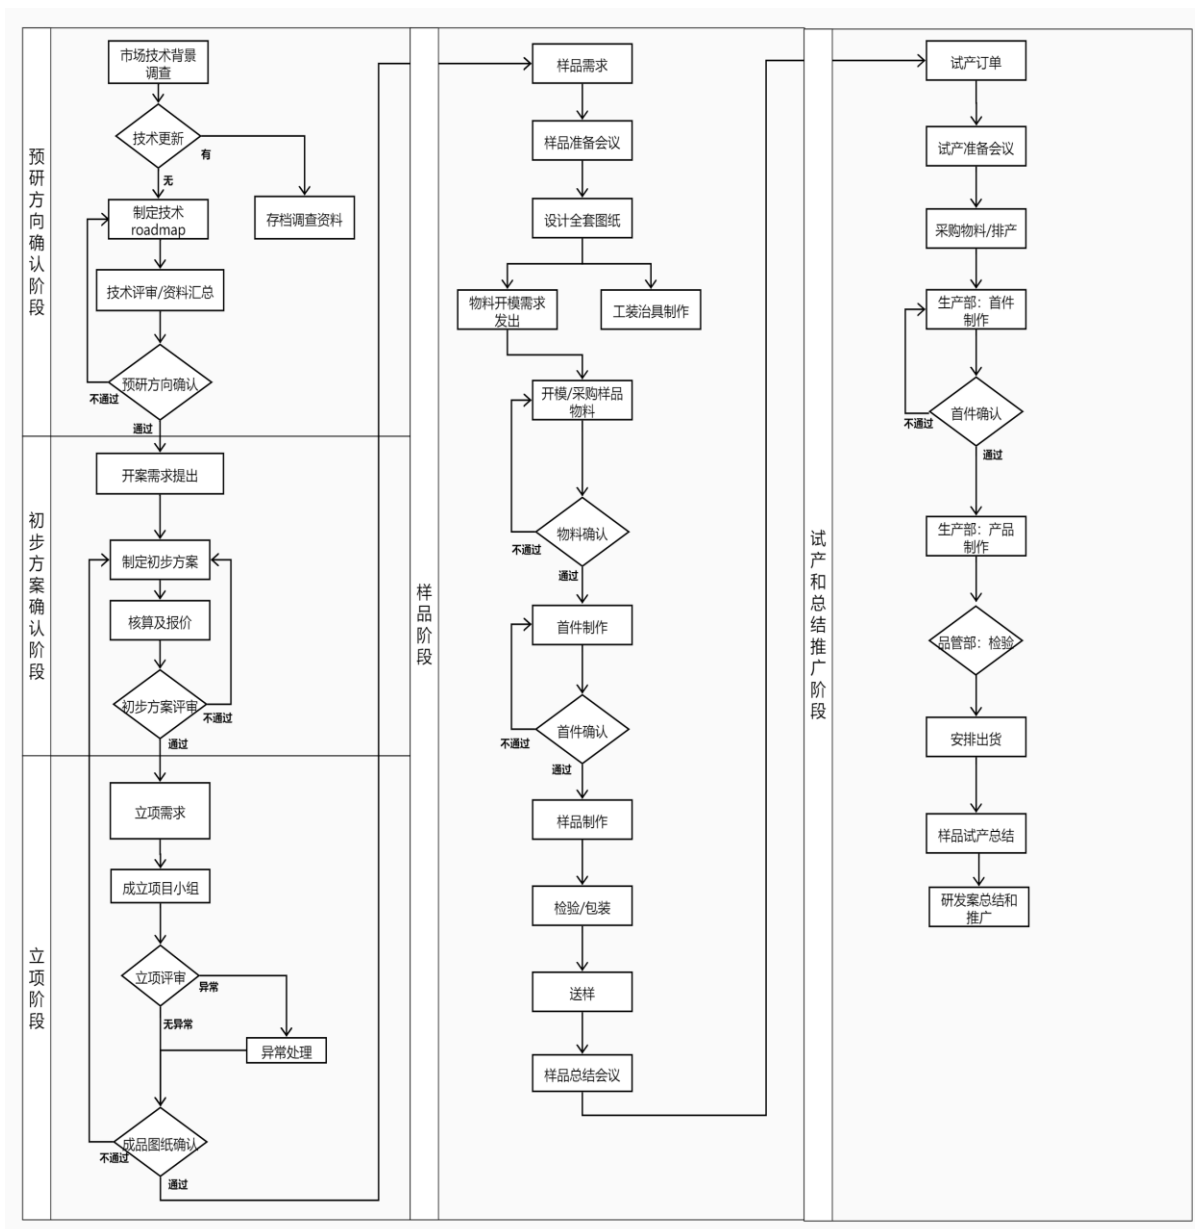 预研方向确认阶段
市场技术背景
调查
技术更新
有
无
制定技术
roadmap
存档调查资料
技术评审/资料汇总
预研方向确认
不通过
通过
初步方案确认阶段
开案需求提出
制定初步方案
核算及报价
初步方案评审
不通过
通过
立项阶段
立项需求
成立项目小组
立项评审
异常
无异常
异常处理
成品图纸确认
不通过
通过
样品阶段
样品需求
样品准备会议
设计全套图纸
物料开模需求
发出
工装治具制作
开模/采购样品
物料
物料确认
不通过
通过
首件制作
首件确认
不通过
通过
样品制作
检验/包装
送样
样品总结会议
试产和总结推广阶段
试产订单
试产准备会议
采购物料/排产
生产部：首件
制作
首件确认
不通过
通过
生产部：产品
制作
品管部：检验
安排出货
样品试产总结
研发案总结和
推广